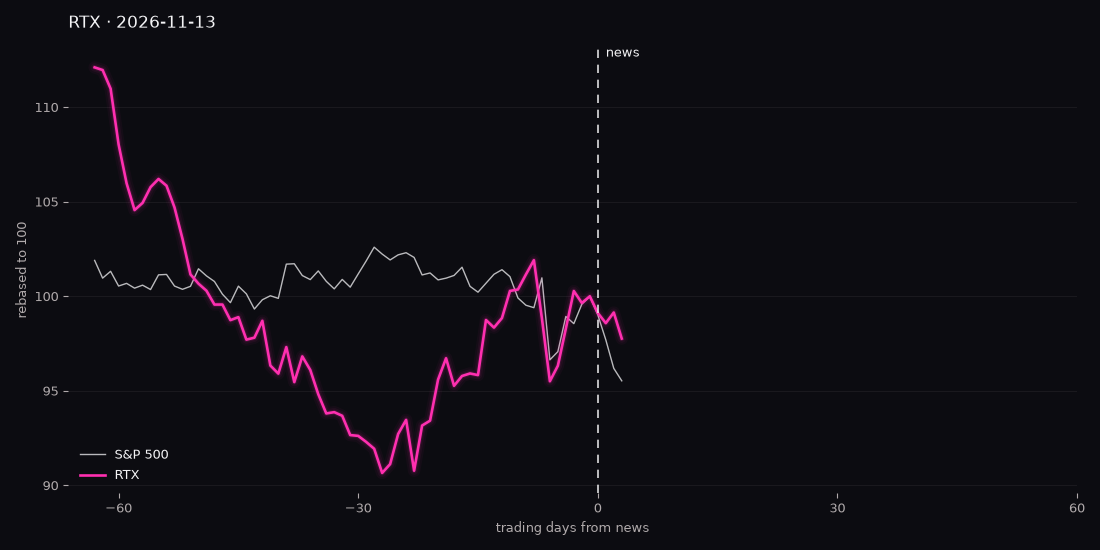 RTX · 2026-11-13
news
110
105
100
95
90
rebased to 100
S&P 500
RTX
−60
−30
0
30
60
trading days from news